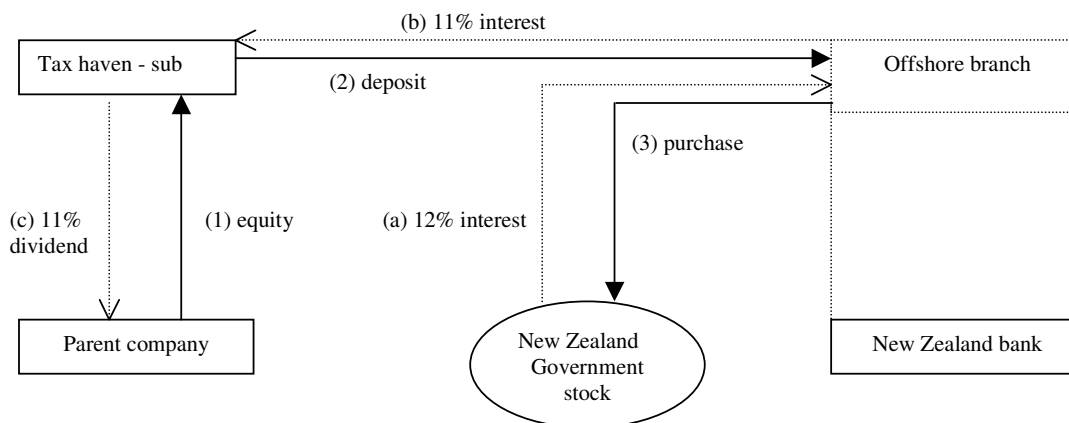 (b) 11% interest
Tax haven - sub
Offshore branch
(2) deposit
(3) purchase
(c) 11%
dividend
(1) equity
(a) 12% interest
Parent company
New Zealand
Government
stock
New Zealand bank